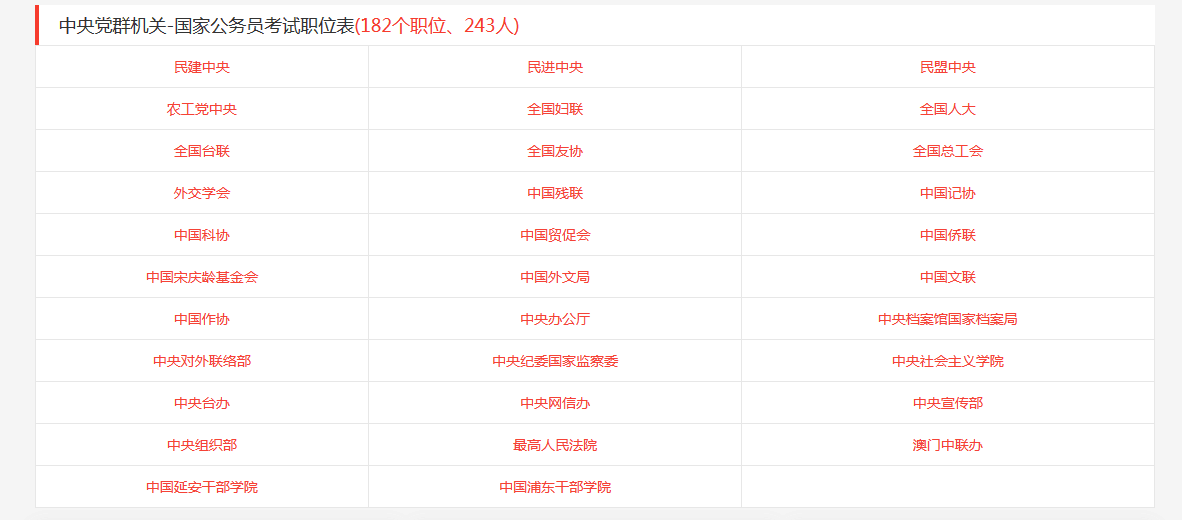 中央党群机关-国家公务员考试职位表(182个职位、243人)
民建中央 民进中央 民盟中央
农工党中央 全国妇联 全国人大
全国台联 全国友协 全国总工会
外交学会 中国残联 中国记协
中国科协 中国贸促会 中国侨联
中国宋庆龄基金会 中国外文局 中国文联
中国作协 中央办公厅 中央档案馆国家档案局
中央对外联络部 中央纪委国家监察委 中央社会主义学院
中央台办 中央网信办 中央宣传部
中央组织部 最高人民法院 澳门中联办
中国延安干部学院 中国浦东干部学院